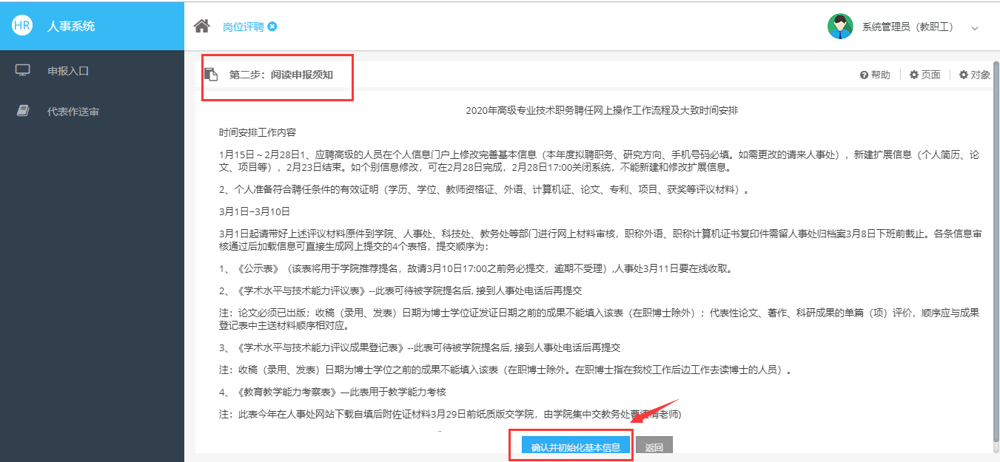 HR 人事系统
岗位评聘
系统管理员（教职工）
申报入口
代表作送审
第二步：阅读申报须知
帮助 页面 对象
2020年高级专业技术职务聘任网上操作工作流程及大致时间安排
时间安排工作内容
1月15日～2月28日1、应聘高级的人员在个人信息门户上修改完善基本信息（本年度拟聘职务、研究方向、手机号码必填。如需更改的请来人事处），新建扩展信息（个人简历、论
文、项目等），2月23日结束。如个别信息修改，可在2月28日完成，2月28日17:00关闭系统，不能新建和修改扩展信息。
2、个人准备符合聘任条件的有效证明（学历、学位、教师资格证、外语、计算机证、论文、专利、项目、获奖等评议材料）。
3月1日–3月10日
3月1日起请带好上述评议材料原件到学院、人事处、科技处、教务处等部门进行网上材料审核，职称外语、职称计算机证书复印件需留人事处归档案3月8日下班前截止。各条信息审
核通过后加载信息可直接生成网上提交的4个表格，提交顺序为：
1、《公示表》（该表将用于学院推荐提名，故请3月10日17:00之前务必提交，逾期不受理）,人事处3月11日要在线收取。
2、《学术水平与技术能力评议表》--此表可待被学院提名后, 接到人事处电话后再提交
注：论文必须已出版；收稿（录用、发表）日期为博士学位证发证日期之前的成果不能填入该表（在职博士除外）；代表性论文、著作、科研成果的单篇（项）评价，顺序应与成果
登记表中主送材料顺序相对应。
3、《学术水平与技术能力评议成果登记表》--此表可待被学院提名后, 接到人事处电话后再提交
注：收稿（录用、发表）日期为博士学位之前的成果不能填入该表（在职博士除外。在职博士指在我校工作后边工作去读博士的人员）。
4、《教育教学能力考察表》—此表用于教学能力考核
注：此表今年在人事处网站下载自填后附佐证材料3月29日前纸质版交学院，由学院集中交教务处曹清清老师)
确认并初始化基本信息 返回